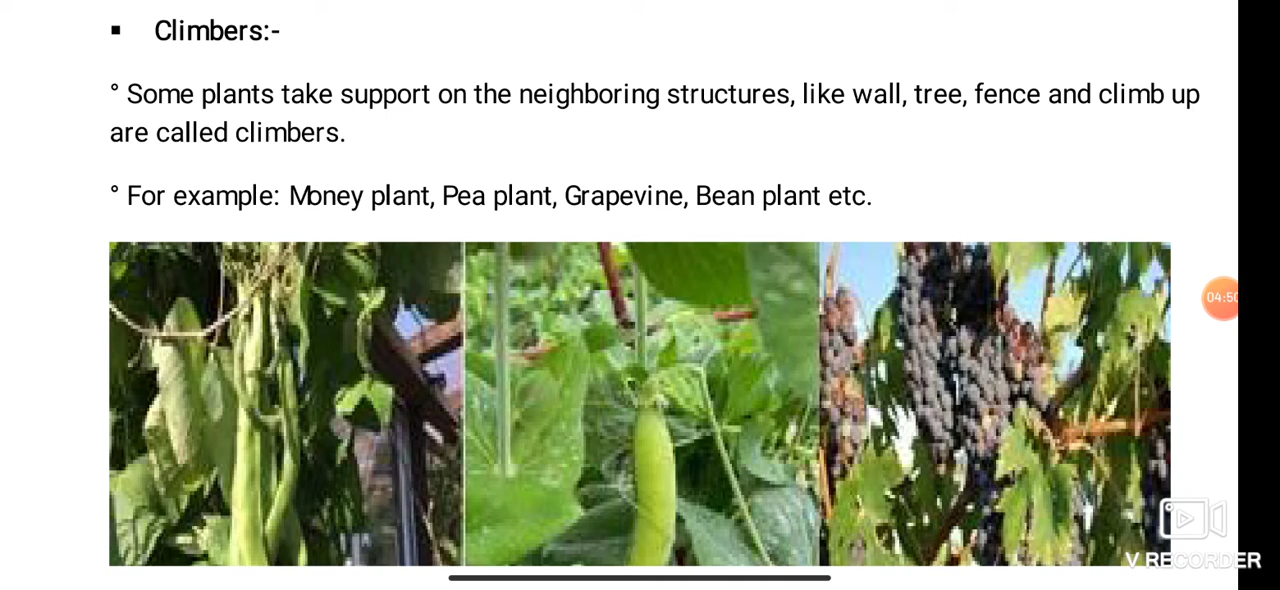 ▪ Climbers:-
° Some plants take support on the neighboring structures, like wall, tree, fence and climb up
are called climbers.
° For example: Money plant, Pea plant, Grapevine, Bean plant etc.
04:50
V RECORDER